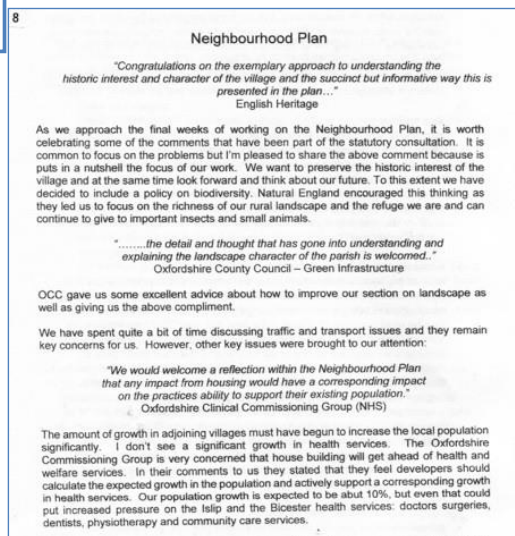 8
Neighbourhood Plan
"Congratulations on the exemplary approach to understanding the
historic interest and character of the village and the succinct but informative way this is
presented in the plan…"
English Heritage
As we approach the final weeks of working on the Neighbourhood Plan, it is worth
celebrating some of the comments that have been part of the statutory consultation. It is
common to focus on the problems but I'm pleased to share the above comment because is
puts in a nutshell the focus of our work. We want to preserve the historic interest of the
village and at the same time look forward and think about our future. To this extent we have
decided to include a policy on biodiversity. Natural England encouraged this thinking as
they led us to focus on the richness of our rural landscape and the refuge we are and can
continue to give to important insects and small animals.
"........the detail and thought that has gone into understanding and
explaining the landscape character of the parish is welcomed.."
Oxfordshire County Council – Green Infrastructure
OCC gave us some excellent advice about how to improve our section on landscape as
well as giving us the above compliment.
We have spent quite a bit of time discussing traffic and transport issues and they remain
key concerns for us. However, other key issues were brought to our attention:
"We would welcome a reflection within the Neighbourhood Plan
that any impact from housing would have a corresponding impact
on the practices ability to support their existing population."
Oxfordshire Clinical Commissioning Group (NHS)
The amount of growth in adjoining villages must have begun to increase the local population
significantly. I don't see a significant growth in health services. The Oxfordshire
Commissioning Group is very concerned that house building will get ahead of health and
welfare services. In their comments to us they stated that they feel developers should
calculate the expected growth in the population and actively support a corresponding growth
in health services. Our population growth is expected to be abut 10%, but even that could
put increased pressure on the Islip and the Bicester health services: doctors surgeries,
dentists, physiotherapy and community care services.